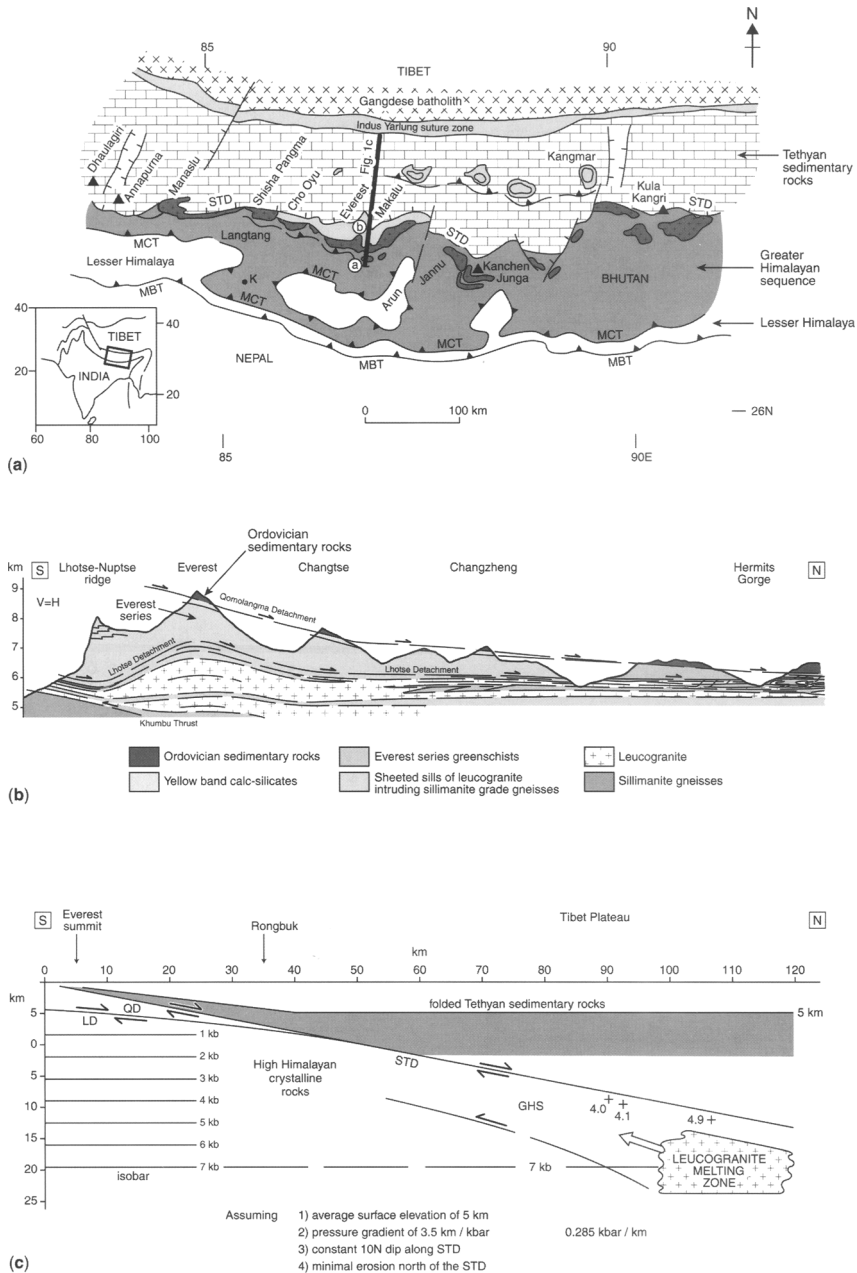 N
85
90
TIBET
Gangdese batholith
Indus Yarlung suture zone
Dhaulagiri
Annapurna
Manaslu
STD
Shisha Pangma
Cho Oyu
Everest
Fig. 1c
Makalu
Kangmar
Kula
Kangri
STD
Tethyan
sedimentary
rocks
MCT
Langtang
b
a
STD
Jannu
Kanchen
Junga
BHUTAN
Greater
Himalayan
sequence
Lesser Himalaya
MBT
K
MCT
MCT
Arun
MCT
MCT
Lesser Himalaya
NEPAL
MBT
MBT
40
40
TIBET
INDIA
20
20
60
80
100
0
100 km
26N
85
90E
(a)
Ordovician
sedimentary rocks
km
S
Lhotse-Nuptse
ridge
Everest
Changtse
Changzheng
Hermits
Gorge
N
9
V=H
Everest
series
Qomolangma Detachment
8
7
Lhotse Detachment
Lhotse Detachment
6
5
Khumbu Thrust
Ordovician sedimentary rocks
Everest series greenschists
Leucogranite
Yellow band calc-silicates
Sheeted sills of leucogranite
intruding sillimanite grade gneisses
Sillimanite gneisses
(b)
S
Everest
summit
Rongbuk
Tibet Plateau
N
km
0 10 20 30 40 50 60 70 80 90 100 110 120
km
5
QD
LD
folded Tethyan sedimentary rocks
5 km
1 kb
0
2 kb
STD
High Himalayan
crystalline
rocks
3 kb
5
4 kb
GHS
4.0
4.1
4.9
10
5 kb
15
6 kb
LEUCOGRANITE
MELTING
ZONE
20
7 kb
7 kb
isobar
25
Assuming
1) average surface elevation of 5 km
2) pressure gradient of 3.5 km / kbar
0.285 kbar / km
3) constant 10N dip along STD
4) minimal erosion north of the STD
(c)